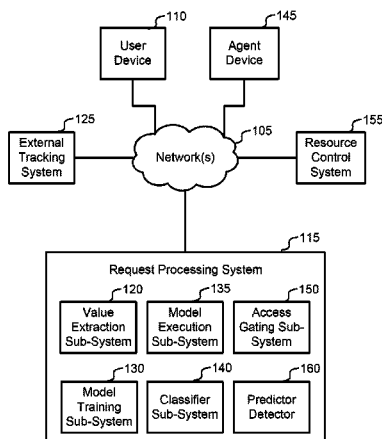 110
145
User
Device
Agent
Device
125
105
155
External
Tracking
System
Network(s)
Resource
Control
System
115
Request Processing System
120
135
150
Value
Extraction
Sub-System
Model
Execution
Sub-System
Access
Gating Sub-
System
130
140
160
Model
Training
Sub-System
Classifier
Sub-System
Predictor
Detector